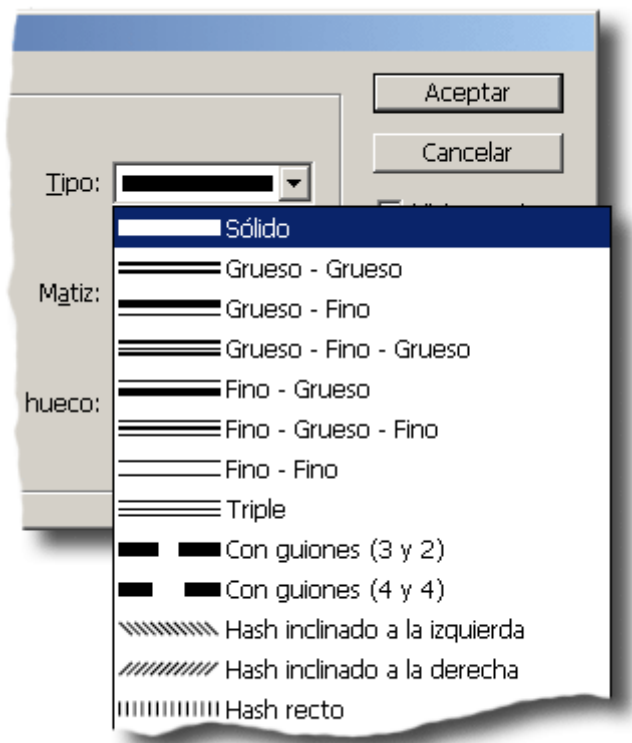 Aceptar
Cancelar
Tipo:
Sólido
Grueso - Grueso
Matiz:
Grueso - Fino
Grueso - Fino - Grueso
Fino - Grueso
hueco:
Fino - Grueso - Fino
Fino - Fino
Triple
Con guiones (3 y 2)
Con guiones (4 y 4)
Hash inclinado a la izquierda
Hash inclinado a la derecha
Hash recto